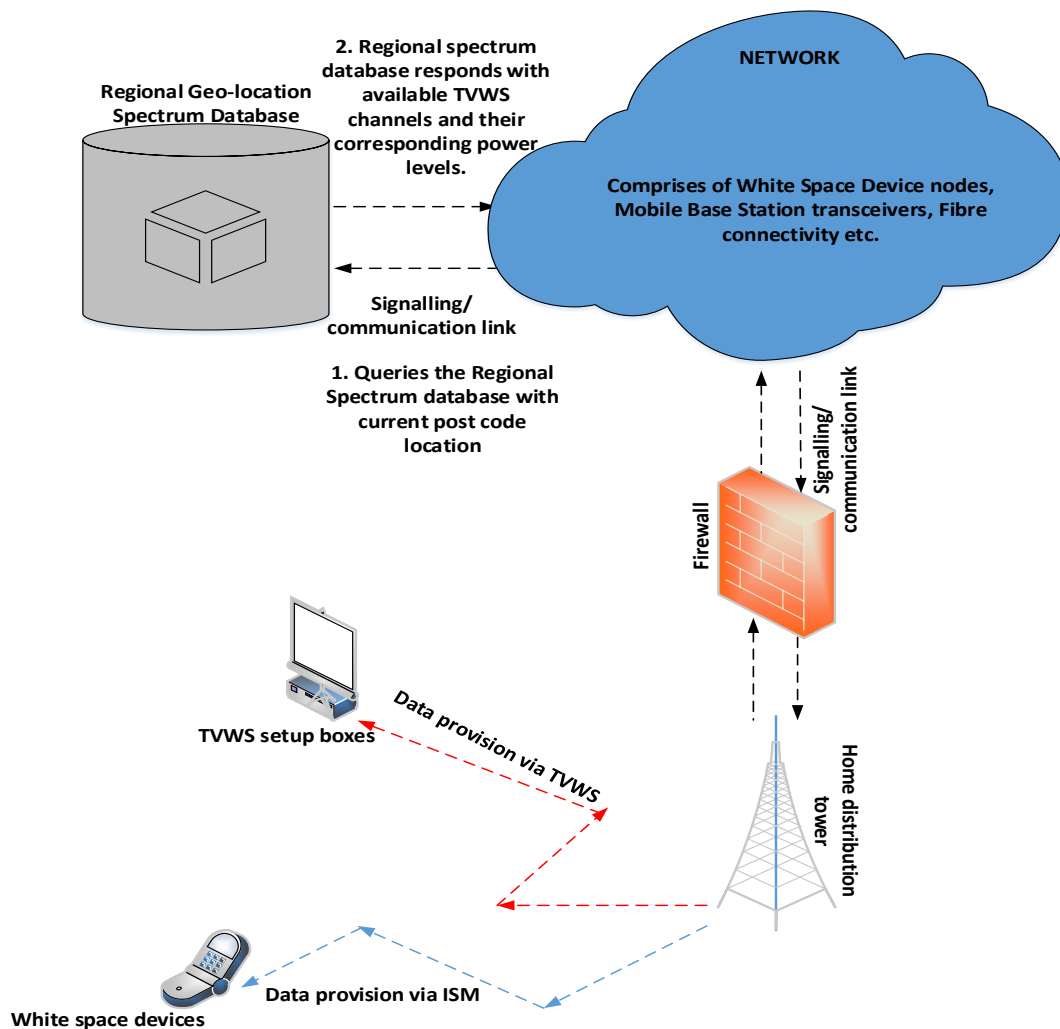 Regional Geo-location
Spectrum Database
2. Regional spectrum
database responds with
available TVWS
channels and their
corresponding power
levels.
NETWORK
Comprises of White Space Device nodes,
Mobile Base Station transceivers, Fibre
connectivity etc.
Signalling/
communication link
1. Queries the Regional
Spectrum database with
current post code
location
Signalling/
communication link
Firewall
TVWS setup boxes
Data provision via TVWS
Home distribution
tower
White space devices
Data provision via ISM